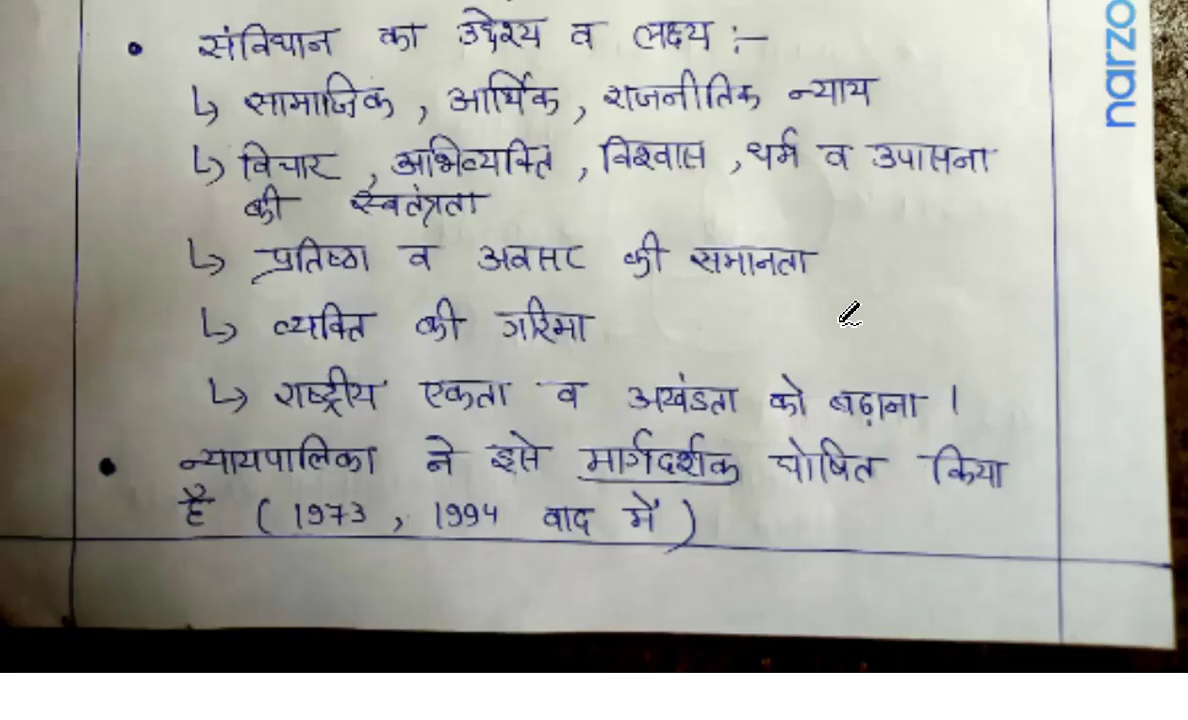 • संविधान का उद्देश्य व लक्ष्य :–
↳ सामाजिक , आर्थिक , राजनीतिक न्याय
↳ विचार , अभिव्यक्ति , विश्वास , धर्म व उपासना
की स्वतंत्रता
↳ प्रतिष्ठा व अवसर की समानता
↳ व्यक्ति की गरिमा
↳ राष्ट्रीय एकता व अखंडता को बढ़ाना ।
• न्यायपालिका ने इसे मार्गदर्शक घोषित किया
है ( 1973 , 1994 वाद में )
narzo